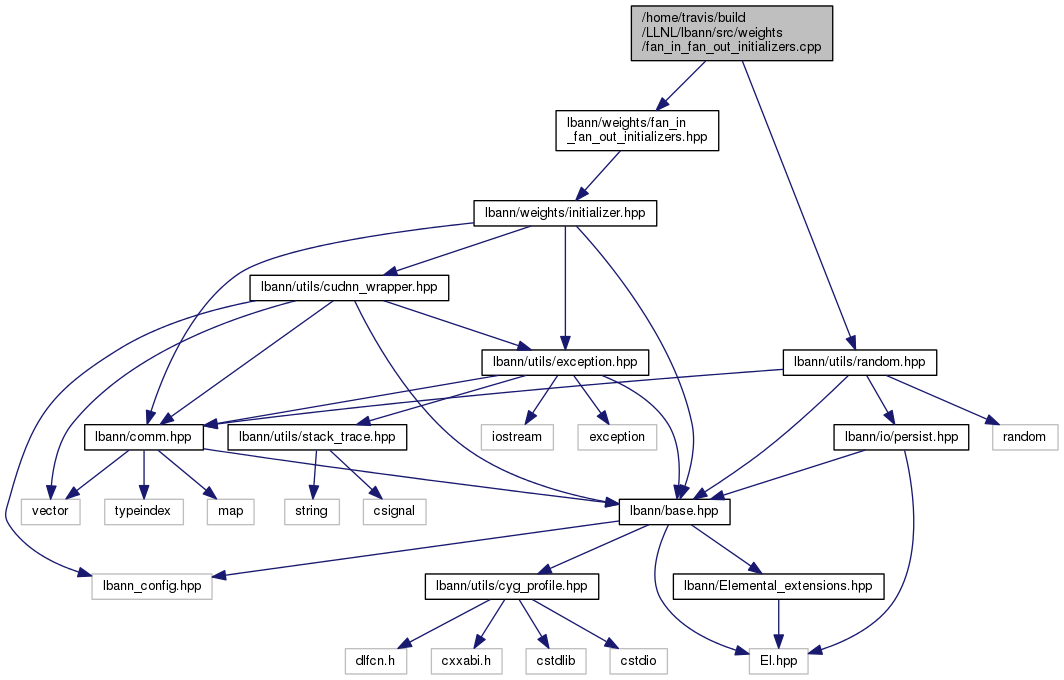 /home/travis/build
/LLNL/lbann/src/weights
/fan_in_fan_out_initializers.cpp
lbann/weights/fan_in
_fan_out_initializers.hpp
lbann/weights/initializer.hpp
lbann/utils/cudnn_wrapper.hpp
lbann/utils/exception.hpp
lbann/utils/random.hpp
lbann/comm.hpp
lbann/utils/stack_trace.hpp
iostream
exception
lbann/io/persist.hpp
random
vector
typeindex
map
string
csignal
lbann/base.hpp
lbann_config.hpp
lbann/utils/cyg_profile.hpp
lbann/Elemental_extensions.hpp
dlfcn.h
cxxabi.h
cstdlib
cstdio
El.hpp